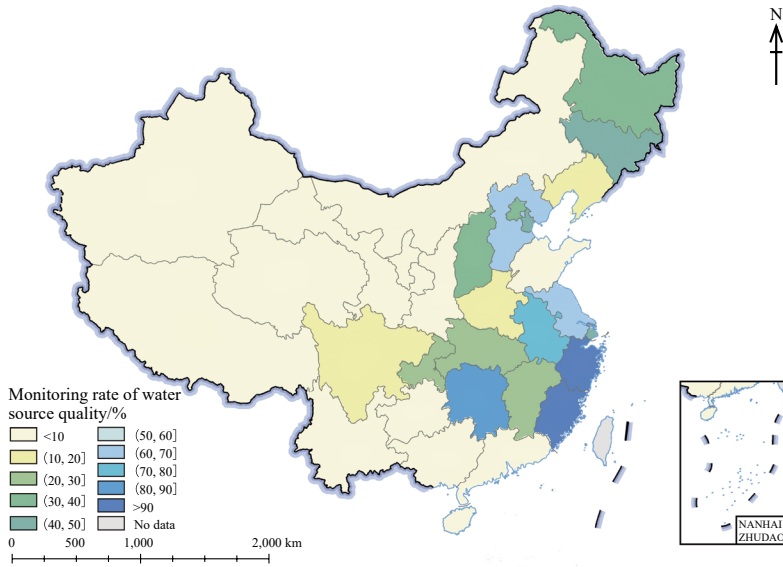 N
Monitoring rate of water
source quality/%
<10
(10, 20]
(20, 30]
(30, 40]
(40, 50]
(50, 60]
(60, 70]
(70, 80]
(80, 90]
>90
No data
0 500 1,000 2,000 km
NANHAI
ZHUDAO